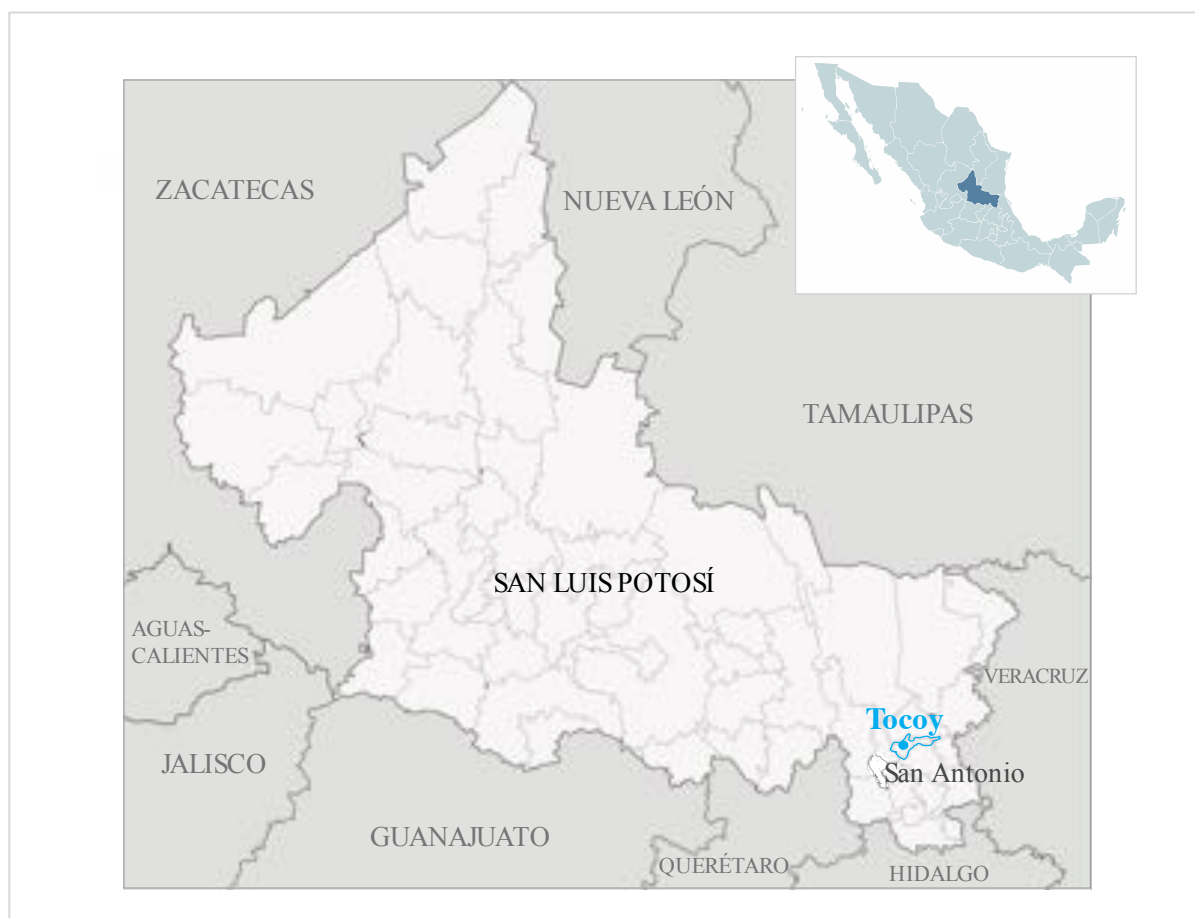 ZACATECAS
NUEVA LEÓN
TAMAULIPAS
SAN LUIS POTOSÍ
AGUAS-
CALIENTES
VERACRUZ
Tocoy
JALISCO
San Antonio
GUANAJUATO
QUERÉTARO
HIDALGO